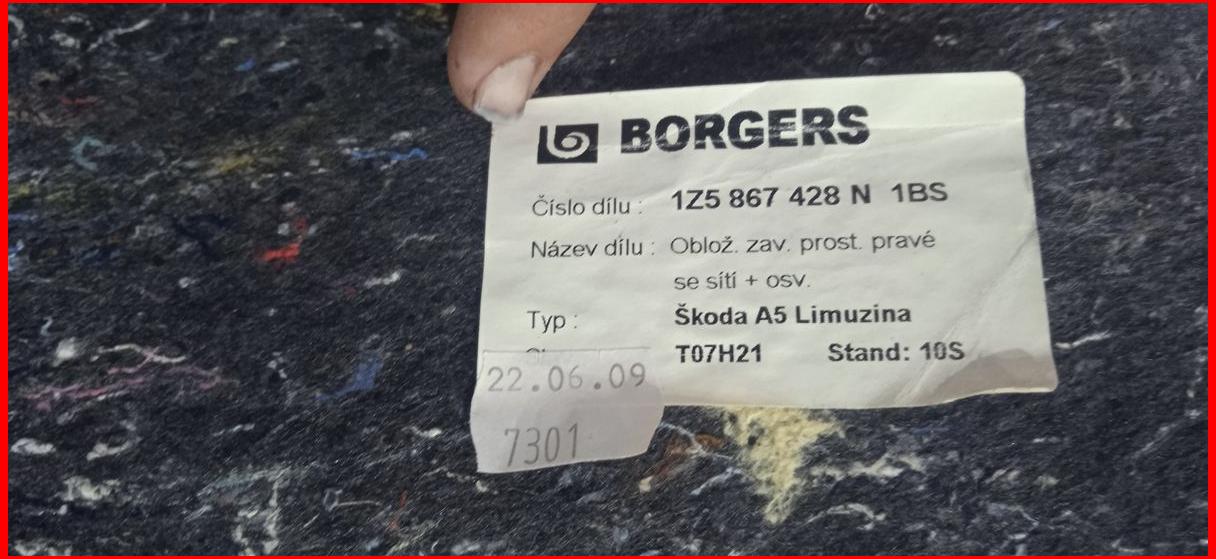 BORGERS
Číslo dílu : 1Z5 867 428 N 1BS
Název dílu : Oblož. zav. prost. pravé
se sítí + osv.
Typ : Škoda A5 Limuzina
T07H21 Stand: 10S
22.06.09
7301